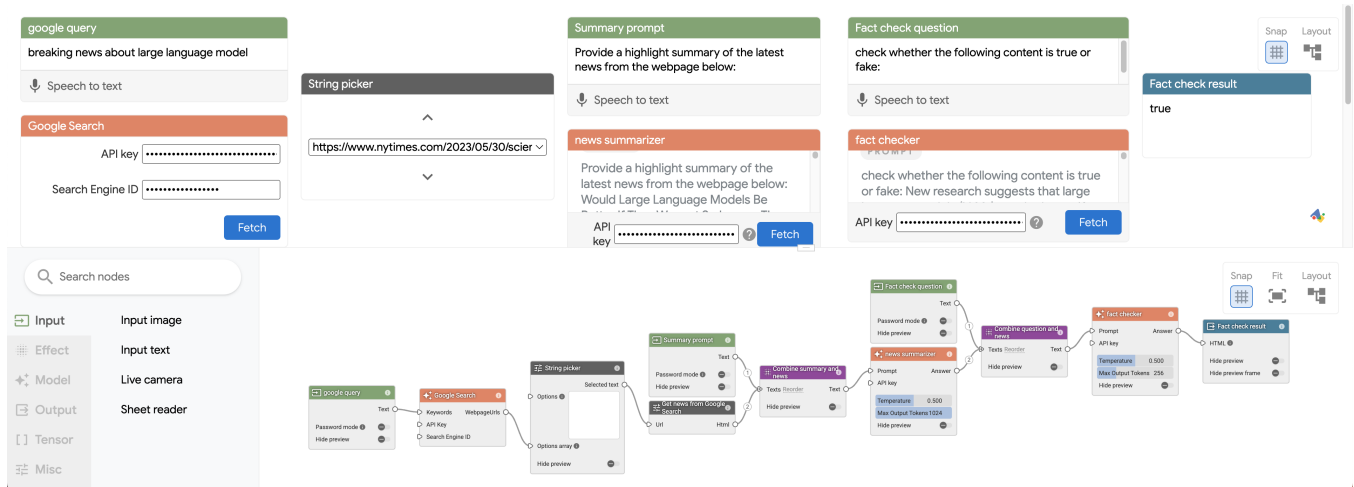 google query
breaking news about large language model
Speech to text
Google Search
API key
Search Engine ID
Fetch
String picker
https://www.nytimes.com/2023/05/30/scier
Summary prompt
Provide a highlight summary of the latest
news from the webpage below:
Speech to text
news summarizer
Provide a highlight summary of the
latest news from the webpage below:
Would Large Language Models Be
API
key
Fetch
Fact check question
check whether the following content is true or
fake:
Speech to text
fact checker
PROMPT
check whether the following content is true
or fake: New research suggests that large
API key
Fetch
Fact check result
true
Snap Layout
Search nodes
Input
Effect
Model
Output
Tensor
Misc
Input image
Input text
Live camera
Sheet reader
google query
Text
Password mode
Hide preview
Google Search
Keywords WebpageUrls
API Key
Search Engine ID
String picker
Selected text
Options
Options array
Hide preview
Summary prompt
Text
Password mode
Hide preview
Get news from Google
Search
Url Html
1
2
Combine summary and
news
Texts Reorder Text
Hide preview
Fact check question
Text
Password mode
Hide preview
news summarizer
Prompt Answer
API key
Temperature 0.500
Max Output Tokens 1024
Hide preview
1
2
Combine question and
news
Texts Reorder Text
Hide preview
fact checker
Prompt Answer
API key
Temperature 0.500
Max Output Tokens 256
Hide preview
Fact check result
HTML
Hide preview
Hide preview frame
Snap Fit Layout